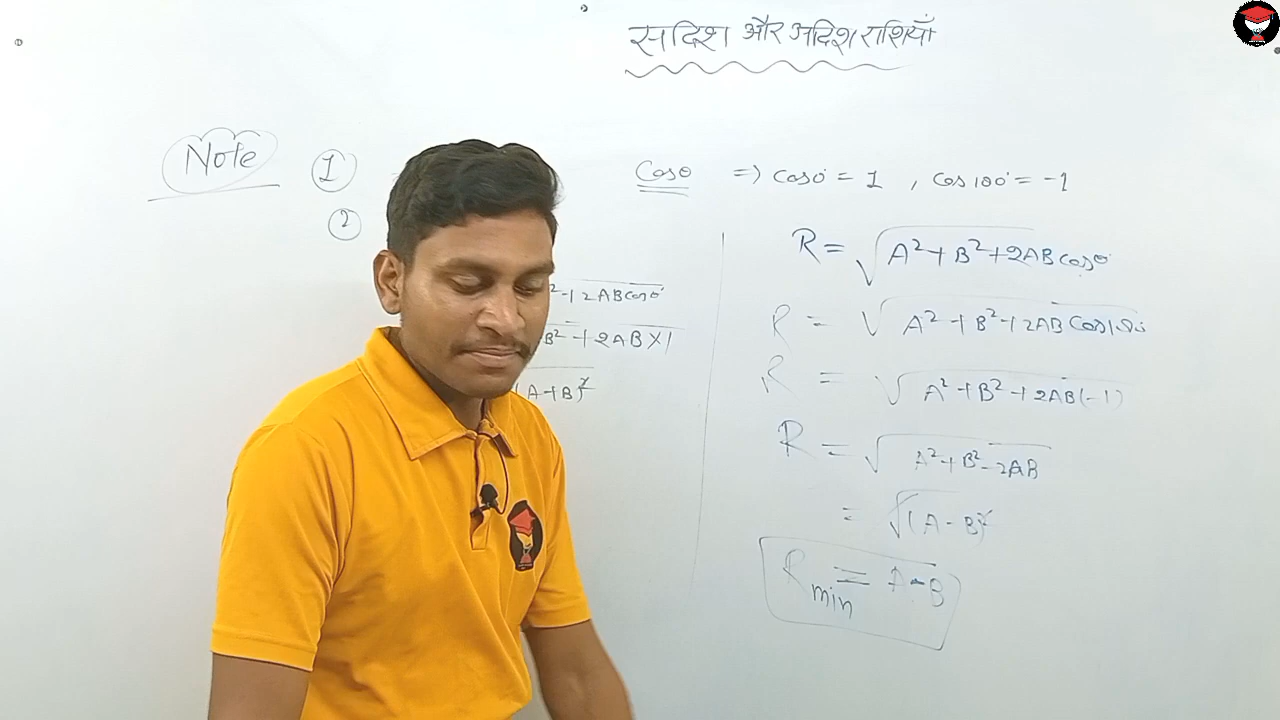 सदिश और अदिश राशियाँ
Note 1 Cosθ => cos0° = 1 , cos180° = -1
2
R = √A²+B²+2ABcosθ
²+2ABcos0°
R = √A²+B²+2AB cos180°
B²+2AB×1
R = √A²+B²+2AB(-1)
(A+B)²
R = √A²+B²-2AB
= √(A-B)²
Rmin = A-B